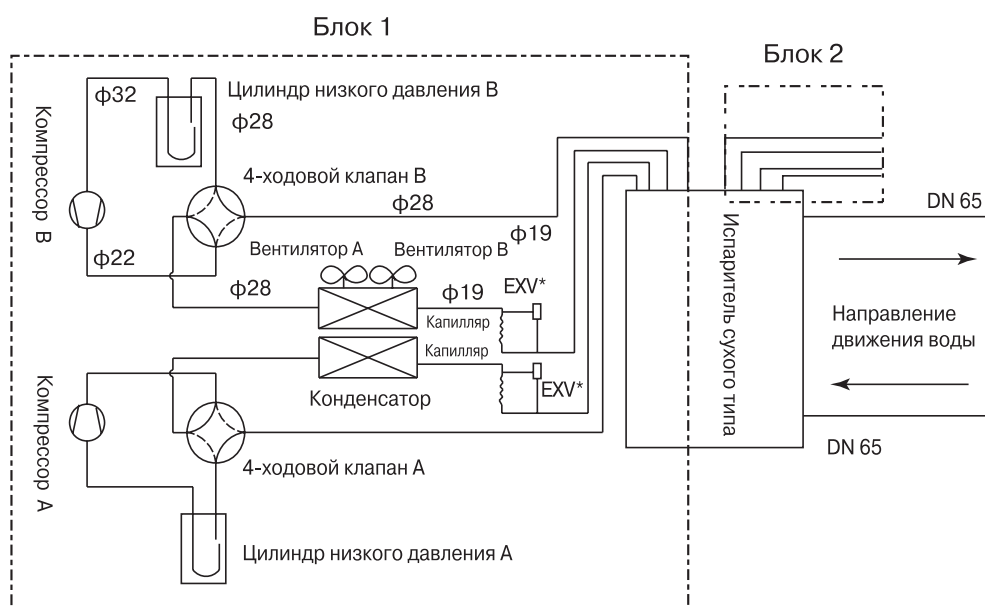 Блок 1
Блок 2
Компрессор B
ф32
Цилиндр низкого давления B
ф28
4-ходовой клапан B
ф28
DN 65
ф22
Вентилятор A
Вентилятор B
ф19
ф28
ф19
EXV*
Капилляр
Испаритель сухого типа
Направление
движения воды
Капилляр
Компрессор A
Конденсатор
EXV*
DN 65
4-ходовой клапан A
Цилиндр низкого давления A